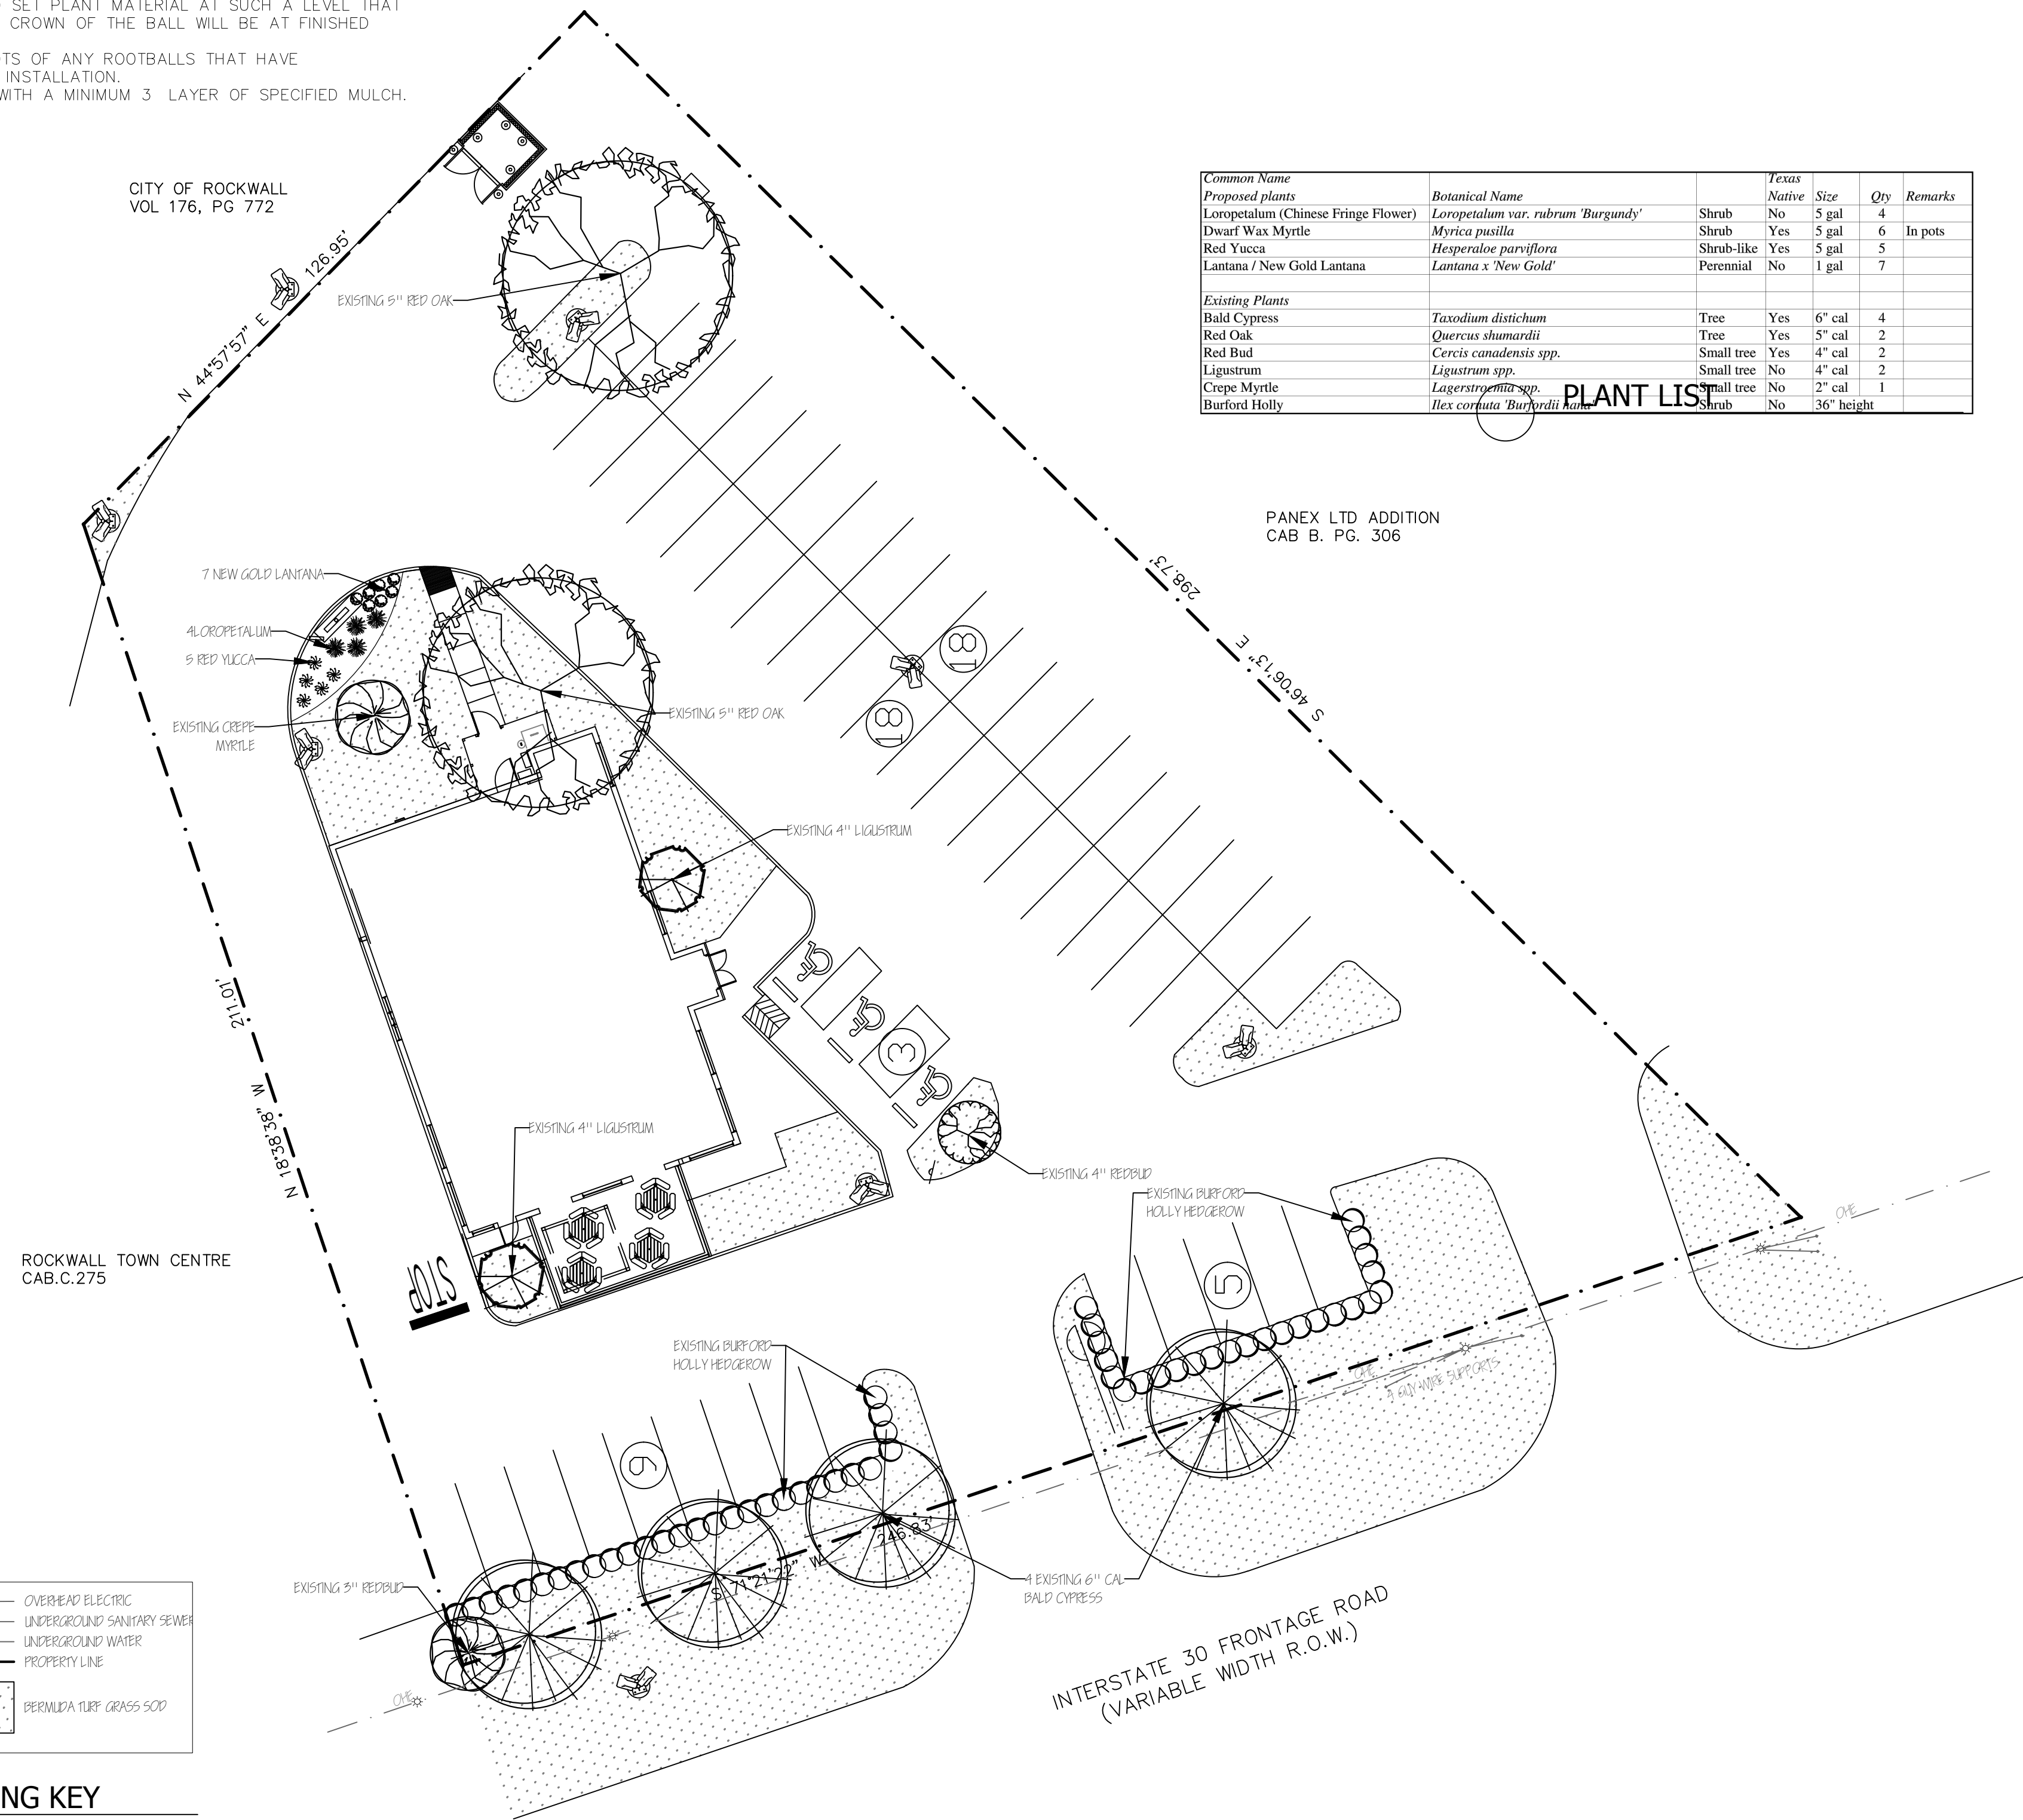 SET PLANT MATERIAL AT SUCH A LEVEL THAT
CROWN OF THE BALL WILL BE AT FINISHED
TS OF ANY ROOTBALLS THAT HAVE
INSTALLATION.
WITH A MINIMUM 3 LAYER OF SPECIFIED MULCH.
CITY OF ROCKWALL
VOL 176, PG 772
N 44°57'57" E 126.95'
EXISTING 5" RED OAK
Common Name Texas
Proposed plants Botanical Name Native Size Qty Remarks
Loropetalum (Chinese Fringe Flower) Loropetalum var. rubrum 'Burgundy' Shrub No 5 gal 4
Dwarf Wax Myrtle Myrica pusilla Shrub Yes 5 gal 6 In pots
Red Yucca Hesperaloe parviflora Shrub-like Yes 5 gal 5
Lantana / New Gold Lantana Lantana x 'New Gold' Perennial No 1 gal 7
Existing Plants
Bald Cypress Taxodium distichum Tree Yes 6" cal 4
Red Oak Quercus shumardii Tree Yes 5" cal 2
Red Bud Cercis canadensis spp. Small tree Yes 4" cal 2
Ligustrum Ligustrum spp. Small tree No 4" cal 2
Crepe Myrtle Lagerstroemia spp. Small tree No 2" cal 1
Burford Holly Ilex cornuta 'Burfordii nana' Shrub No 36" height
PLANT LIST
PANEX LTD ADDITION
CAB B. PG. 306
298.73'
S 46°06'13" E
7 NEW GOLD LANTANA
4LOROPETALUM
5 RED YUCCA
EXISTING CREPE
MYRTLE
EXISTING 5" RED OAK
18
18
EXISTING 4" LIGUSTRUM
211.01'
N 18°38'38" W
3
EXISTING 4" LIGUSTRUM
EXISTING 4" REDBUD
EXISTING BURFORD
HOLLY HEDGEROW
OHE
ROCKWALL TOWN CENTRE
CAB.C.275
STOP
5
EXISTING BURFORD
HOLLY HEDGEROW
OHE
4 GUY-WIRE SUPPORTS
9
S 71°21'22" W 246.83'
EXISTING 3" REDBUD
4 EXISTING 6" CAL
BALD CYPRESS
OHE
INTERSTATE 30 FRONTAGE ROAD
(VARIABLE WIDTH R.O.W.)
OVERHEAD ELECTRIC
UNDERGROUND SANITARY SEWER
UNDERGROUND WATER
PROPERTY LINE
BERMUDA TURF GRASS SOD
NG KEY